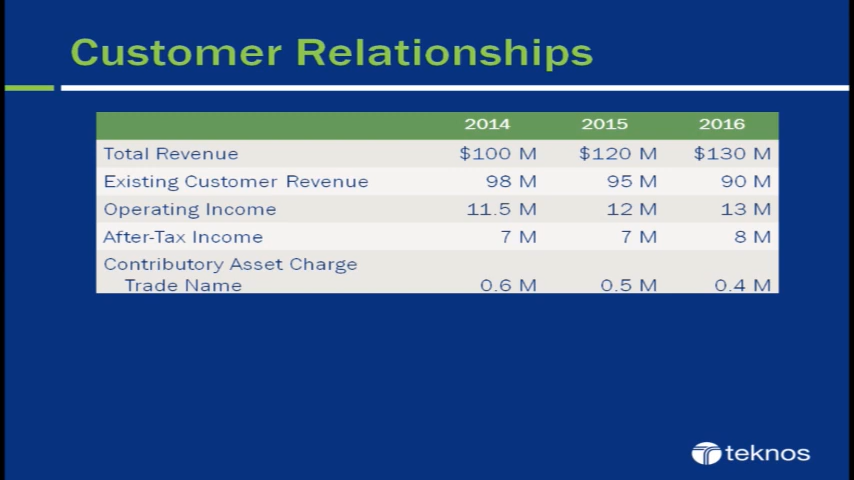 Customer Relationships
2014 2015 2016
Total Revenue $100 M $120 M $130 M
Existing Customer Revenue 98 M 95 M 90 M
Operating Income 11.5 M 12 M 13 M
After-Tax Income 7 M 7 M 8 M
Contributory Asset Charge
Trade Name 0.6 M 0.5 M 0.4 M
teknos